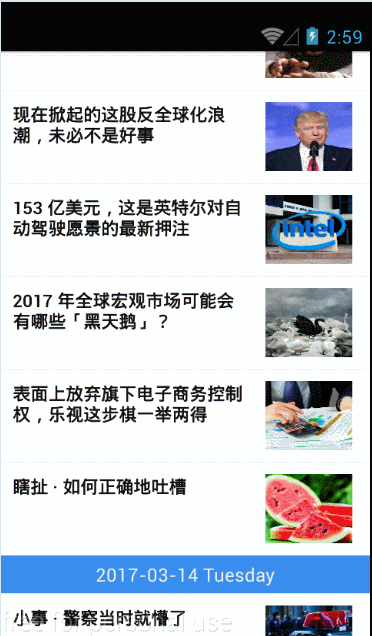 2:59
现在掀起的这股反全球化浪
潮，未必不是好事
153 亿美元，这是英特尔对自
动驾驶愿景的最新押注
intel
2017 年全球宏观市场可能会
有哪些「黑天鹅」？
表面上放弃旗下电子商务控制
权，乐视这步棋一举两得
瞎扯 · 如何正确地吐槽
2017-03-14 Tuesday
小事 · 警察当时就懵了
free for personal use